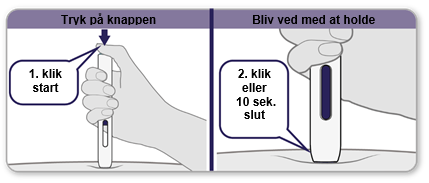 Tryk på knappen
1. klik
start
Bliv ved med at holde
2. klik
eller
10 sek.
slut